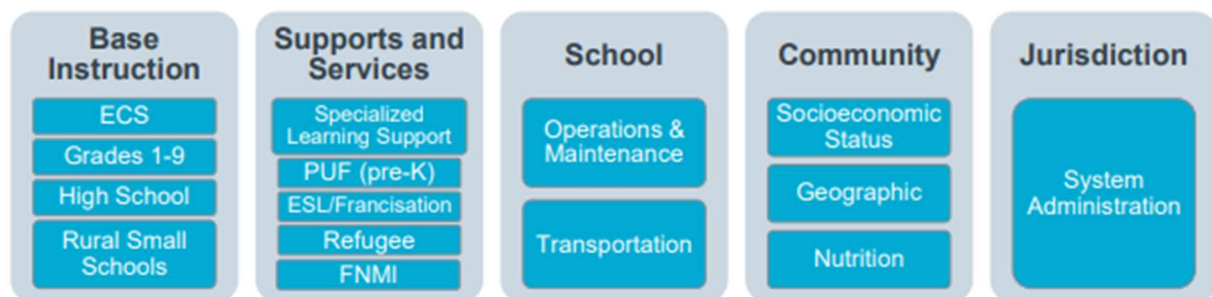 Base
Instruction
ECS
Grades 1-9
High School
Rural Small
Schools
Supports and
Services
Specialized
Learning Support
PUF (pre-K)
ESL/Francisation
Refugee
FNMI
School
Operations &
Maintenance
Transportation
Community
Socioeconomic
Status
Geographic
Nutrition
Jurisdiction
System
Administration